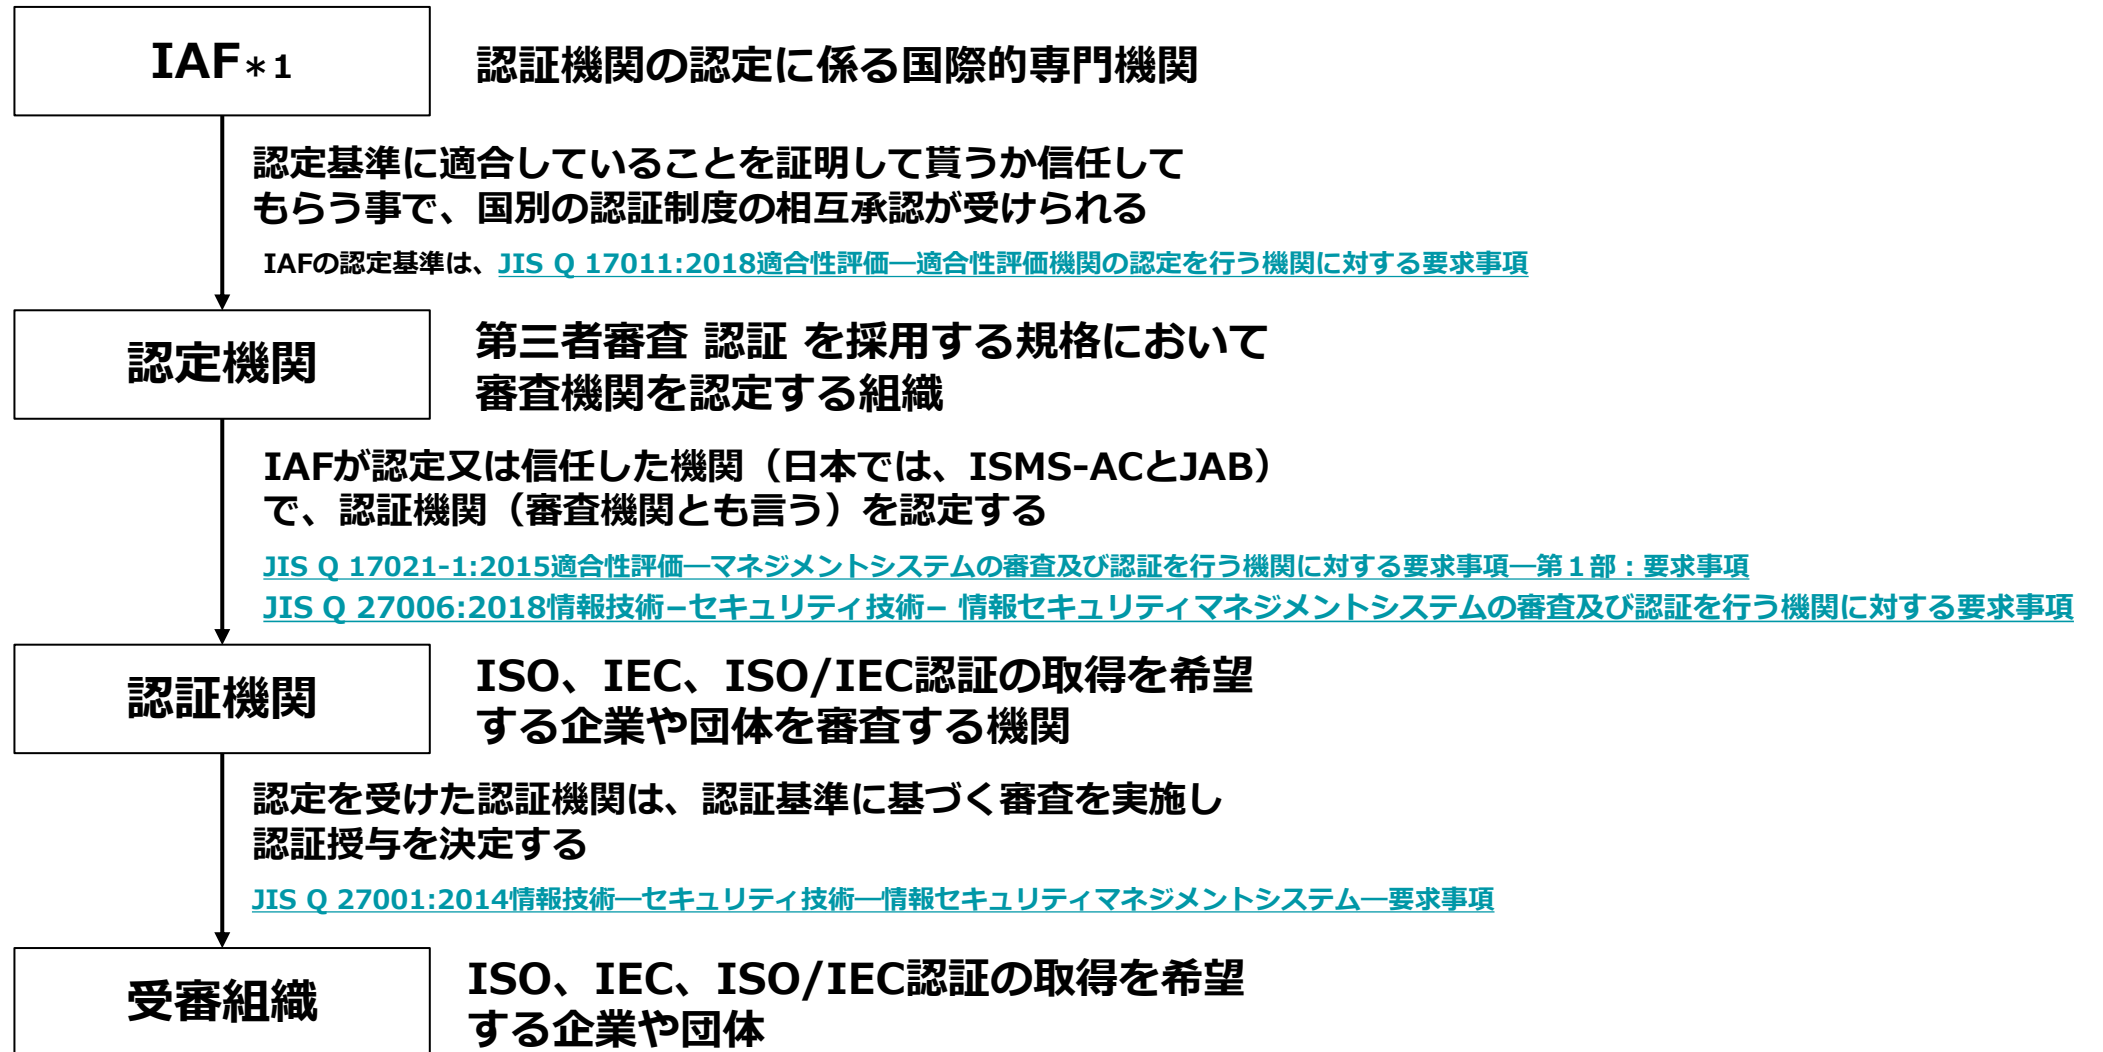 IAF*1
認証機関の認定に係る国際的専門機関
認定基準に適合していることを証明して貰うか信任して
もらう事で、国別の認証制度の相互承認が受けられる
IAFの認定基準は、JIS Q 17011:2018適合性評価―適合性評価機関の認定を行う機関に対する要求事項
認定機関
第三者審査 認証 を採用する規格において
審査機関を認定する組織
IAFが認定又は信任した機関（日本では、ISMS-ACとJAB）
で、認証機関（審査機関とも言う）を認定する
JIS Q 17021-1:2015適合性評価―マネジメントシステムの審査及び認証を行う機関に対する要求事項―第１部：要求事項
JIS Q 27006:2018情報技術−セキュリティ技術− 情報セキュリティマネジメントシステムの審査及び認証を行う機関に対する要求事項
認証機関
ISO、IEC、ISO/IEC認証の取得を希望
する企業や団体を審査する機関
認定を受けた認証機関は、認証基準に基づく審査を実施し
認証授与を決定する
JIS Q 27001:2014情報技術―セキュリティ技術―情報セキュリティマネジメントシステム―要求事項
受審組織
ISO、IEC、ISO/IEC認証の取得を希望
する企業や団体